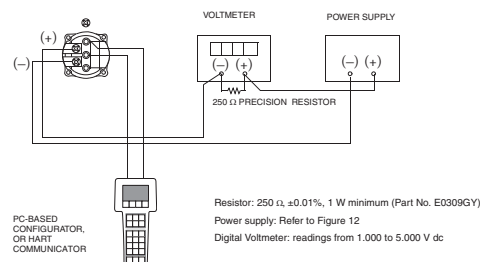 VOLTMETER
POWER SUPPLY
(+)
(–)
(–) (+)
(–) (+)
250 Ω PRECISION RESISTOR
Resistor: 250 Ω, ±0.01%, 1 W minimum (Part No. E0309GY)
Power supply: Refer to Figure 12
Digital Voltmeter: readings from 1.000 to 5.000 V dc
PC-BASED
CONFIGURATOR,
OR HART
COMMUNICATOR